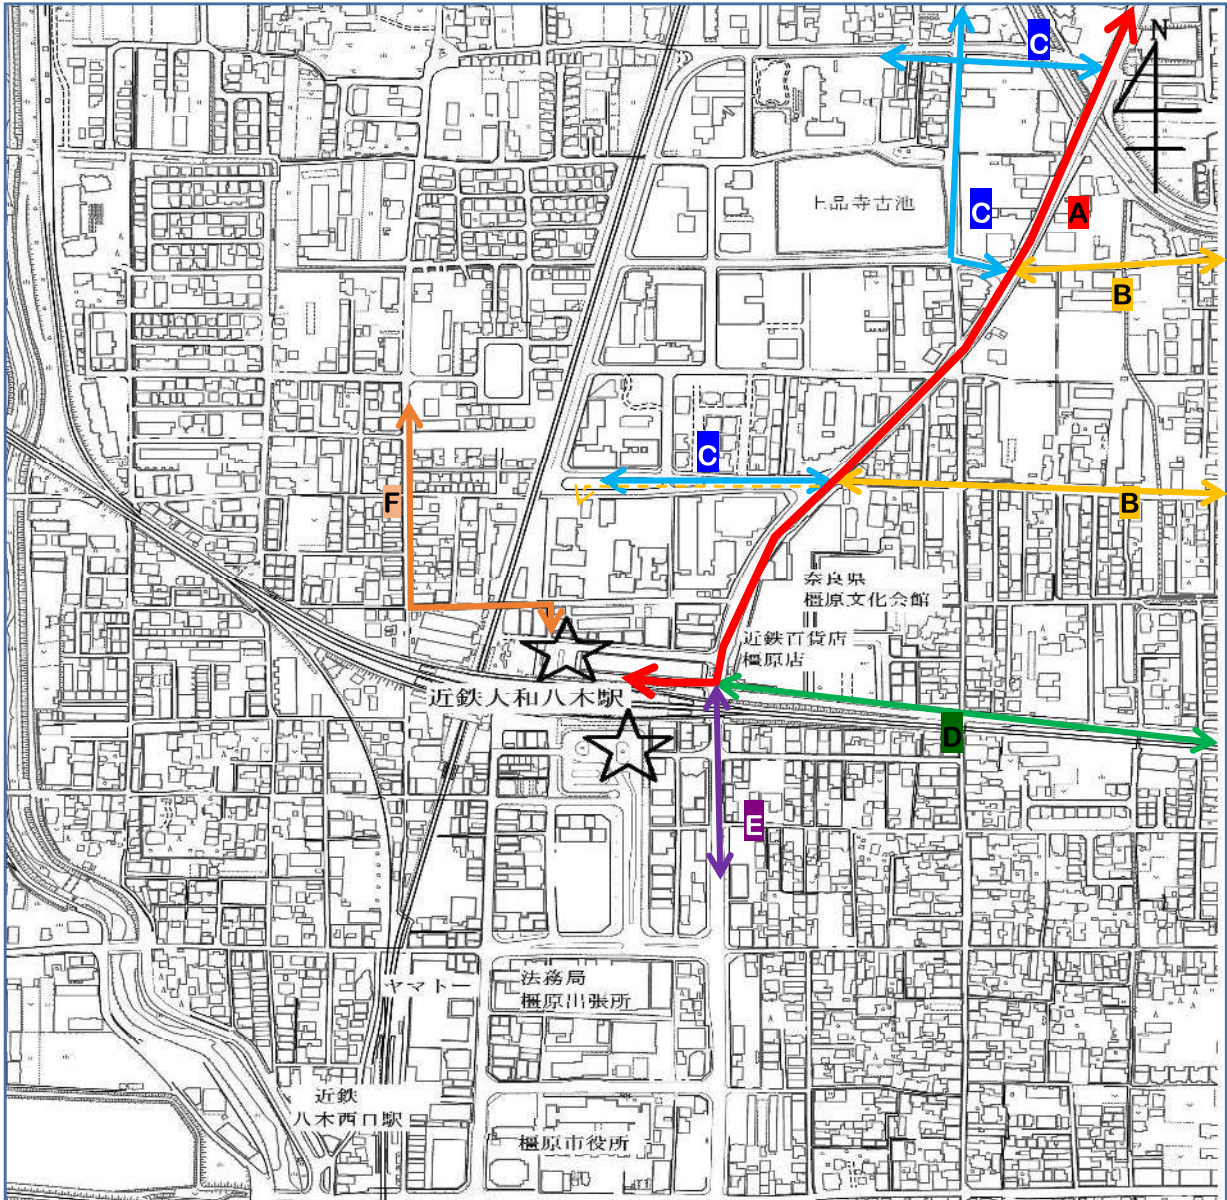 C
N
C
A
上品寺古池
B
C
F
B
奈良県
橿原文化会館
近鉄百貨店
橿原店
近鉄大和八木駅
D
E
ヤマトー
法務局
橿原出張所
近鉄
八木西口駅
橿原市役所